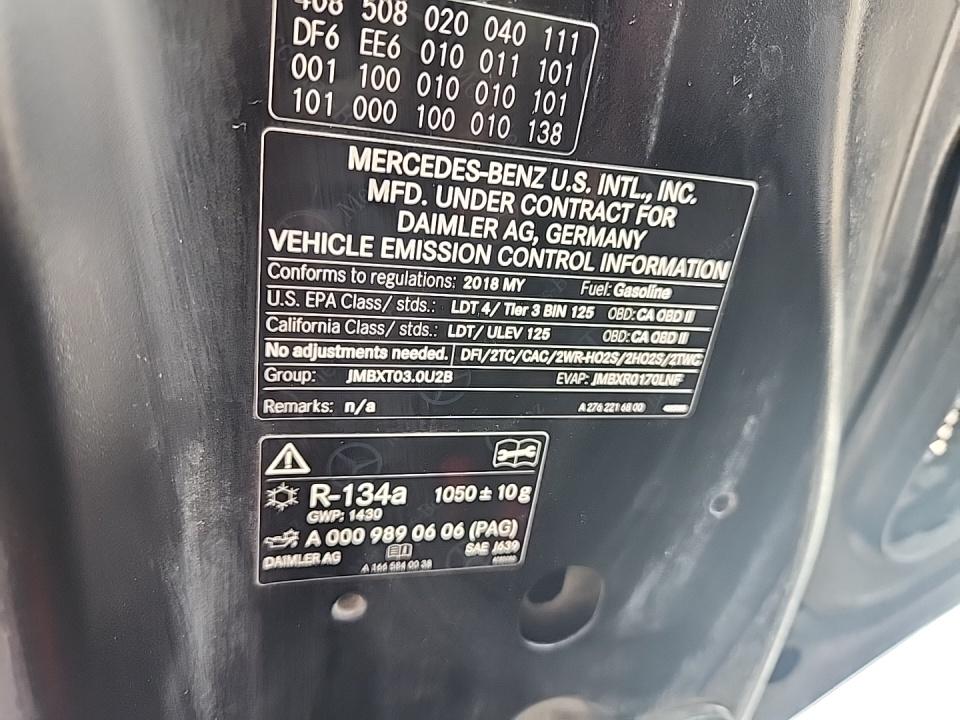 408 508 020 040 111
DF6 EE6 010 011 101
001 100 010 010 101
101 000 100 010 138
MERCEDES-BENZ U.S. INTL., INC.
MFD. UNDER CONTRACT FOR
DAIMLER AG, GERMANY
VEHICLE EMISSION CONTROL INFORMATION
Conforms to regulations: 2018 MY Fuel: Gasoline
U.S. EPA Class/ stds.: LDT 4/ Tier 3 BIN 125 OBD: CA OBD II
California Class/ stds.: LDT/ ULEV 125 OBD: CA OBD II
No adjustments needed. DFI/2TC/CAC/2WR-HO2S/2HO2S/2TWC
Group: JMBXT03.0U2B EVAP: JMBXR0170LNF
Remarks: n/a A 276 221 68 00
R-134a 1050 ± 10 g
GWP: 1430
A 000 989 06 06 (PAG)
DAIMLER AG SAE J639
A 166 584 00 38